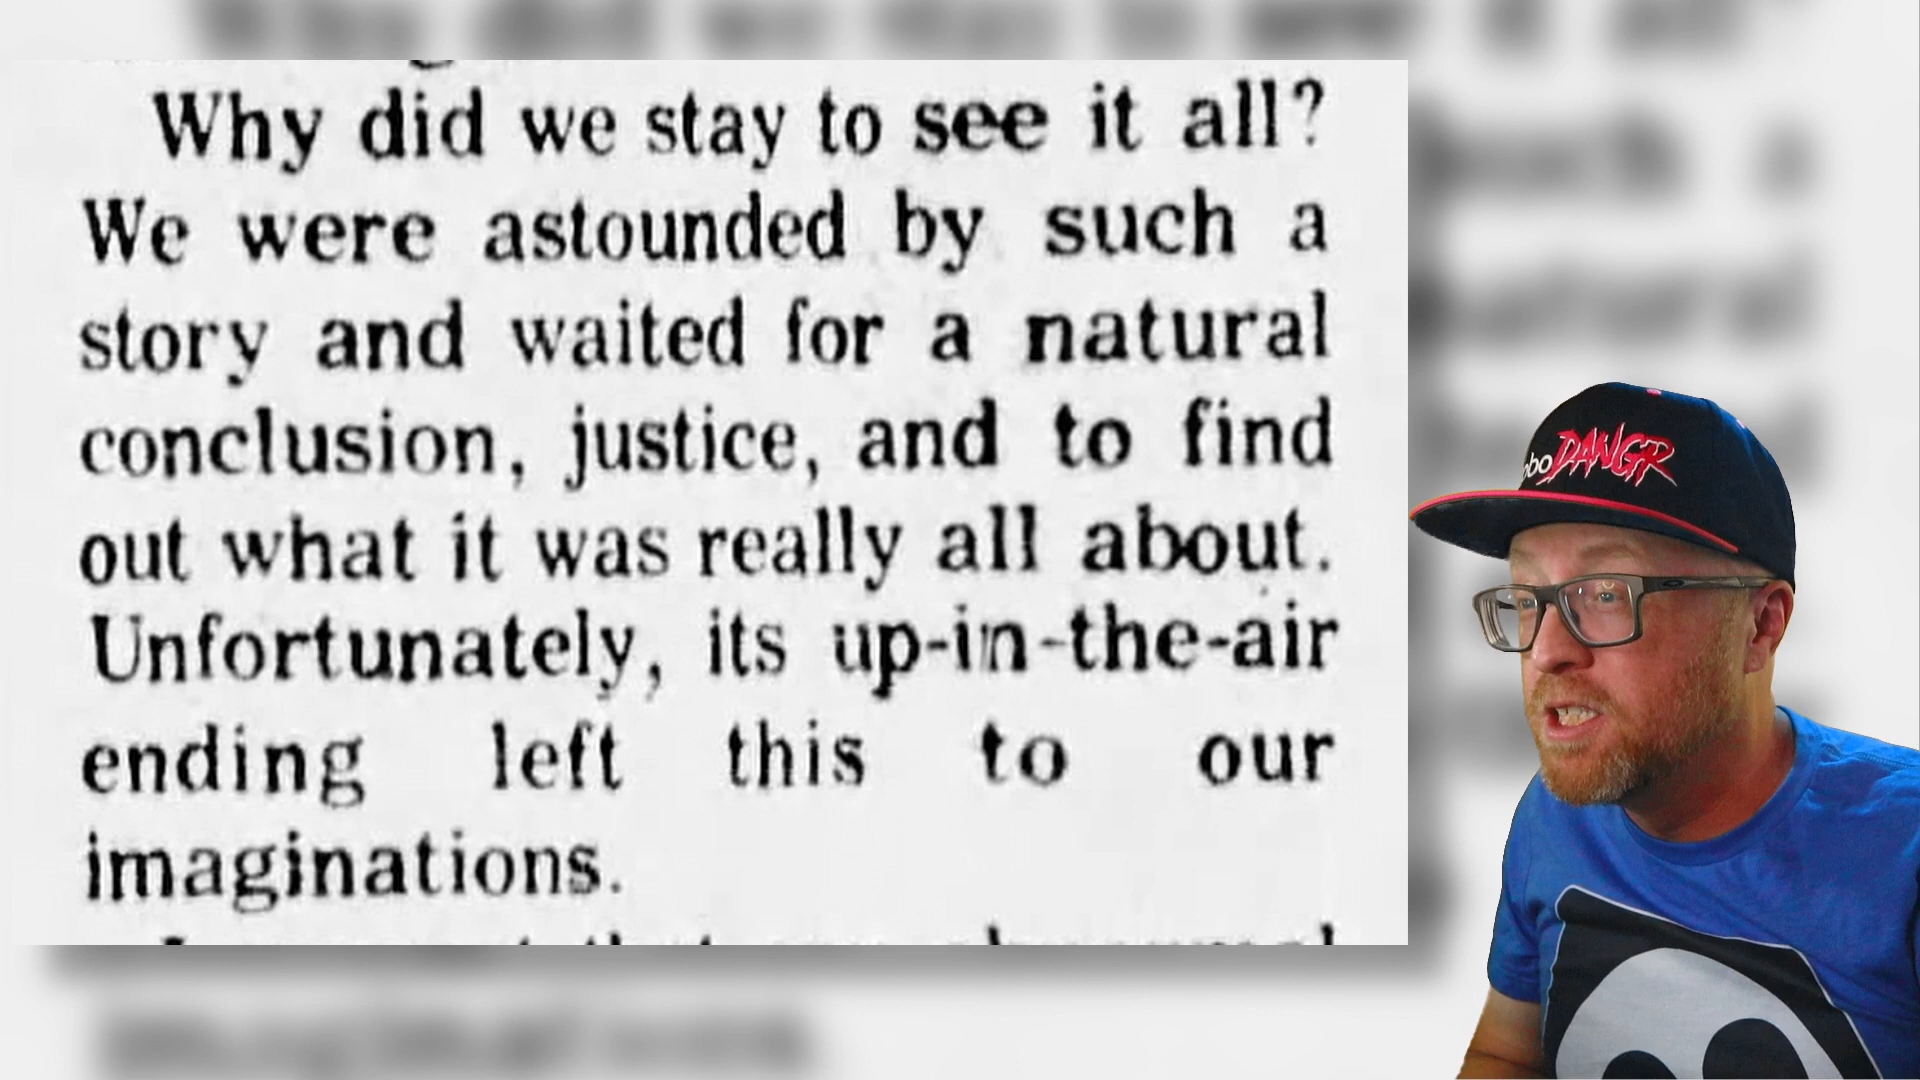 Why did we stay to see it all?
We were astounded by such a
story and waited for a natural
conclusion, justice, and to find
out what it was really all about.
Unfortunately, its up-in-the-air
ending left this to our
imaginations.
DANGR